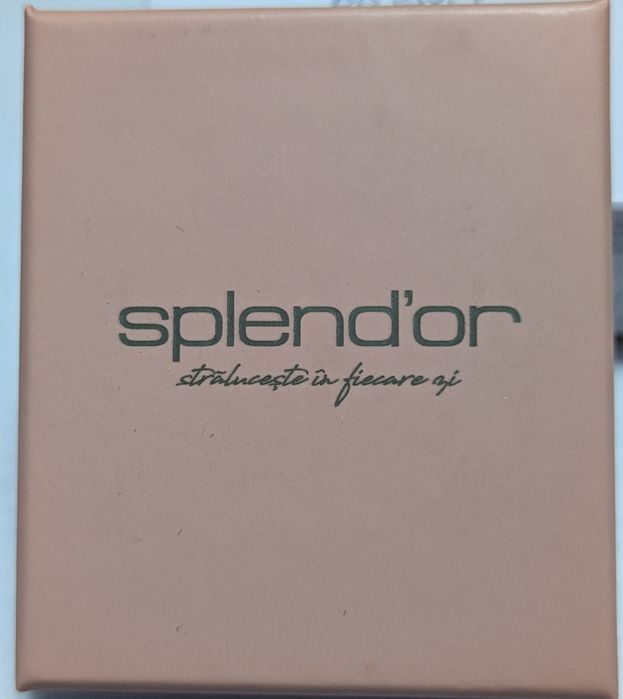 splend'or
strălucește în fiecare zi